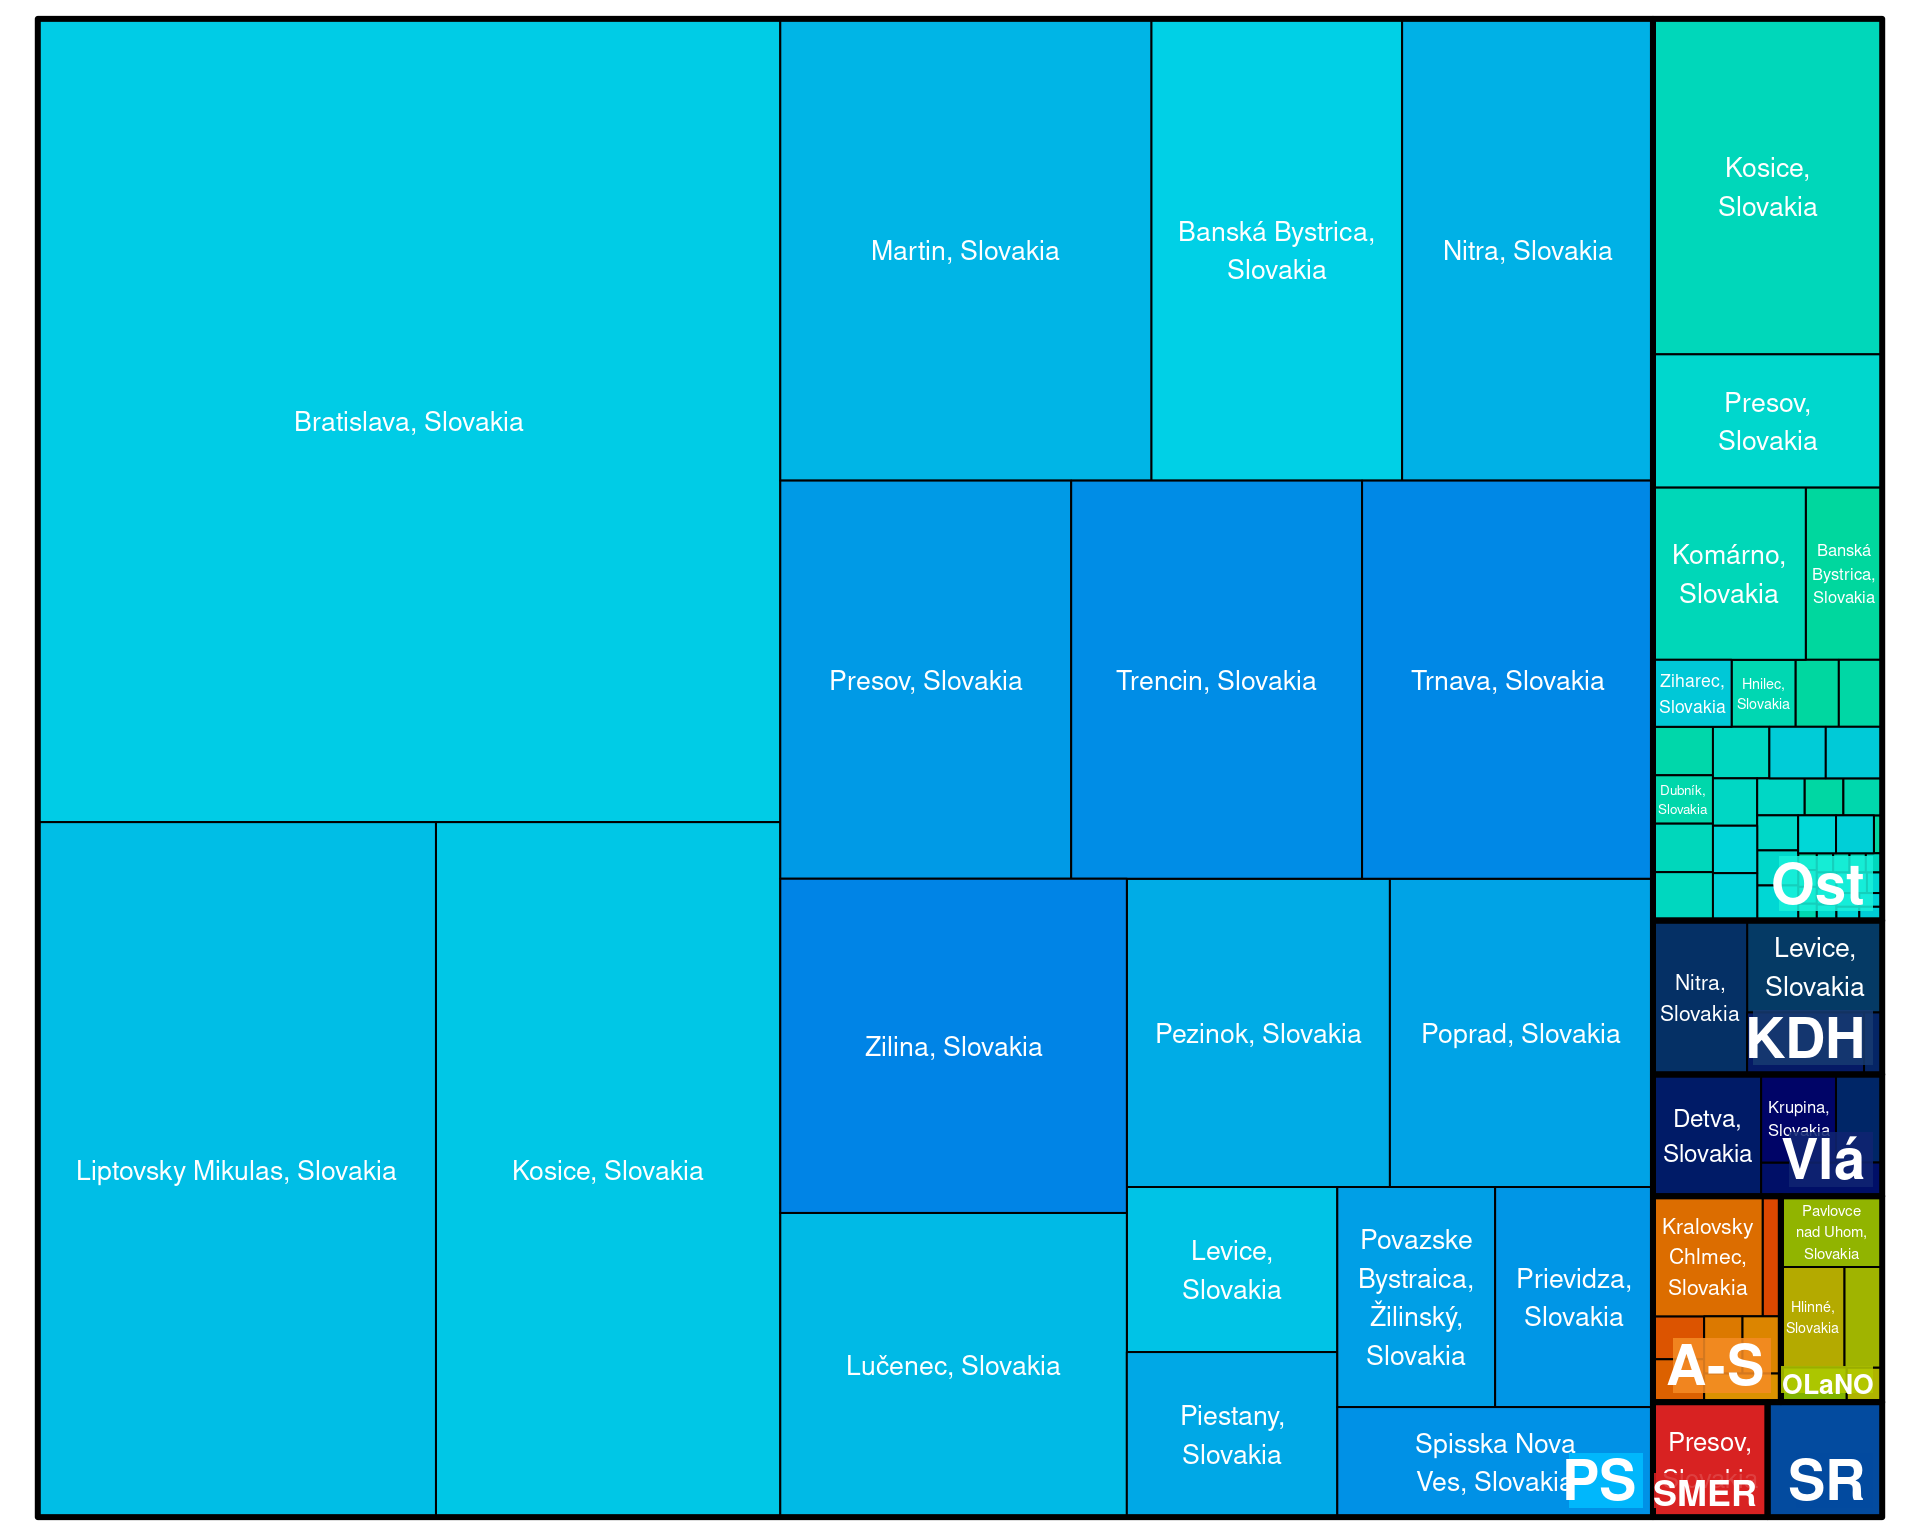 Bratislava, Slovakia
Liptovsky Mikulas, Slovakia
Kosice, Slovakia
Martin, Slovakia
Banská Bystrica,
Slovakia
Nitra, Slovakia
Presov, Slovakia
Trencin, Slovakia
Trnava, Slovakia
Zilina, Slovakia
Lučenec, Slovakia
Pezinok, Slovakia
Poprad, Slovakia
Levice,
Slovakia
Piestany,
Slovakia
Povazske
Bystraica,
Žilinský,
Slovakia
Prievidza,
Slovakia
Spisska Nova
Ves, Slovakia
PS
Kosice,
Slovakia
Presov,
Slovakia
Komárno,
Slovakia
Banská
Bystrica,
Slovakia
Ziharec,
Slovakia
Hnilec,
Slovakia
Dubník,
Slovakia
Ost
Nitra,
Slovakia
Levice,
Slovakia
KDH
Detva,
Slovakia
Krupina,
Slovakia
Vlá
Kralovsky
Chlmec,
Slovakia
A-S
Pavlovce
nad Uhom,
Slovakia
Hlinné,
Slovakia
OLaNO
Presov,
Slovakia
SMER
SR